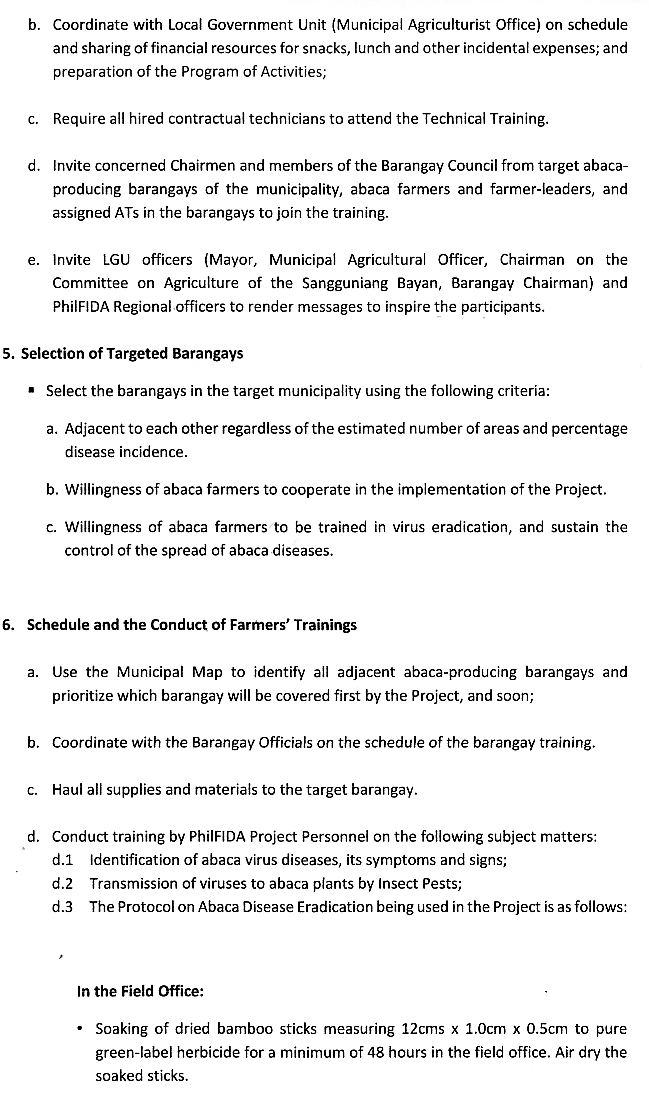 b. Coordinate with Local Government Unit (Municipal Agriculturist Office) on schedule
and sharing of financial resources for snacks, lunch and other incidental expenses; and
preparation of the Program of Activities;
c. Require all hired contractual technicians to attend the Technical Training.
d. Invite concerned Chairmen and members of the Barangay Council from target abaca-
producing barangays of the municipality, abaca farmers and farmer-leaders, and
assigned ATs in the barangays to join the training.
e. Invite LGU officers (Mayor, Municipal Agricultural Officer, Chairman on the
Committee on Agriculture of the Sangguniang Bayan, Barangay Chairman) and
PhilFIDA Regional officers to render messages to inspire the participants.
5. Selection of Targeted Barangays
▪ Select the barangays in the target municipality using the following criteria:
a. Adjacent to each other regardless of the estimated number of areas and percentage
disease incidence.
b. Willingness of abaca farmers to cooperate in the implementation of the Project.
c. Willingness of abaca farmers to be trained in virus eradication, and sustain the
control of the spread of abaca diseases.
6. Schedule and the Conduct of Farmers' Trainings
a. Use the Municipal Map to identify all adjacent abaca-producing barangays and
prioritize which barangay will be covered first by the Project, and soon;
b. Coordinate with the Barangay Officials on the schedule of the barangay training.
c. Haul all supplies and materials to the target barangay.
d. Conduct training by PhilFIDA Project Personnel on the following subject matters:
d.1 Identification of abaca virus diseases, its symptoms and signs;
d.2 Transmission of viruses to abaca plants by Insect Pests;
d.3 The Protocol on Abaca Disease Eradication being used in the Project is as follows:
In the Field Office:
• Soaking of dried bamboo sticks measuring 12cms x 1.0cm x 0.5cm to pure
green-label herbicide for a minimum of 48 hours in the field office. Air dry the
soaked sticks.